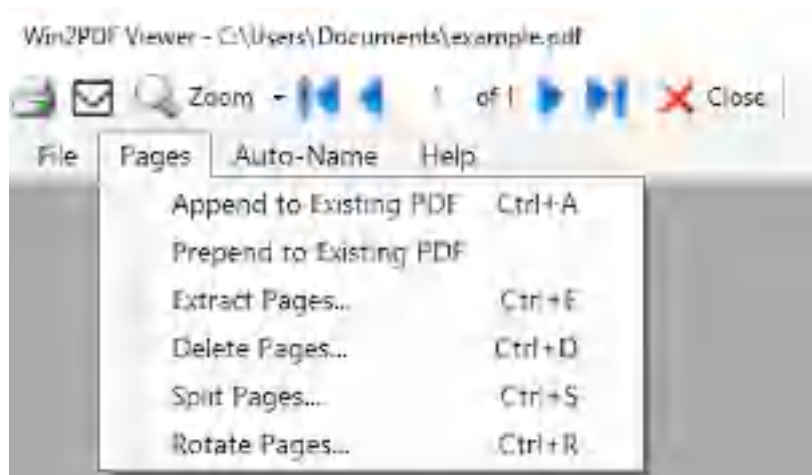 Win2PDF Viewer - C:\Users\Documents\example.pdf
Zoom 1 of 1 Close
File Pages Auto-Name Help
Append to Existing PDF Ctrl+A
Prepend to Existing PDF
Extract Pages... Ctrl+E
Delete Pages... Ctrl+D
Split Pages... Ctrl+S
Rotate Pages... Ctrl+R